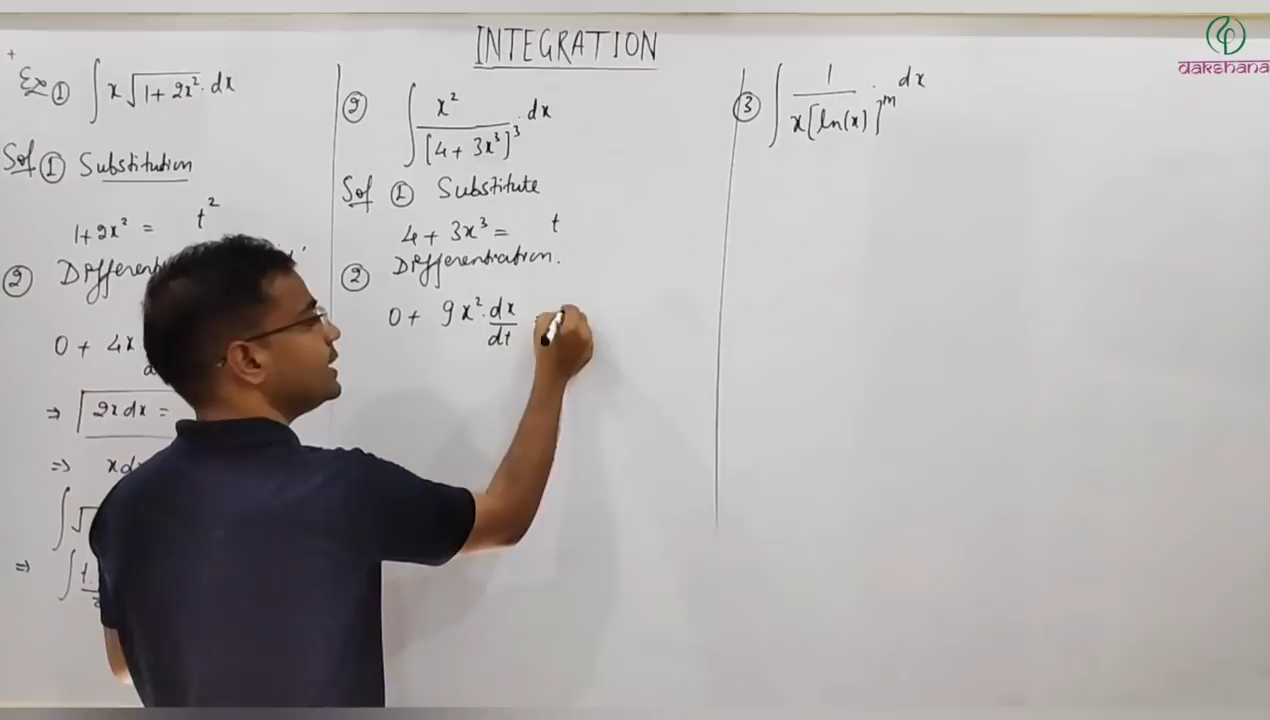 INTEGRATION
Ex ① ∫ x √1+2x² · dx
Sol ① Substitution
1+2x² = t²
②
0 + 4x
⇒ 2x dx =
⇒
⇒
② ∫ x² / [4+3x³]³ · dx
Sol ① Substitute
4 + 3x³ = t
② Differentiation.
0 + 9x² · dx/dt
③ ∫ 1 / x[ln(x)]^m · dx
dakshana